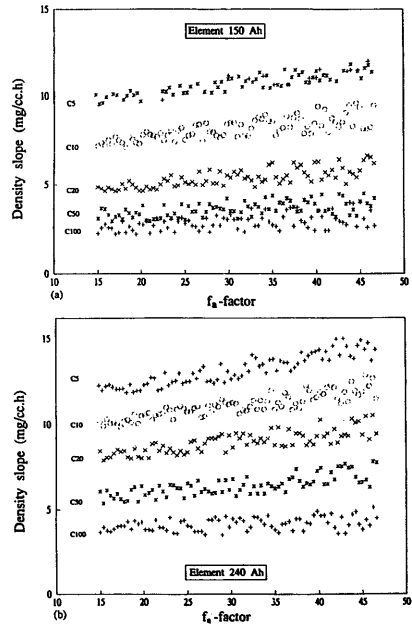 15
Element 150 Ah
C5
10
C10
Density slope (mg/cc.h)
5
C20
C50
C100
0
10 15 20 25 30 35 40 45 50
(a)
fa-factor
15
C5
C10
10
Density slope (mg/cc.h)
C20
C50
5
C100
Element 240 Ah
0
10 15 20 25 30 35 40 45 50
(b)
fa-factor